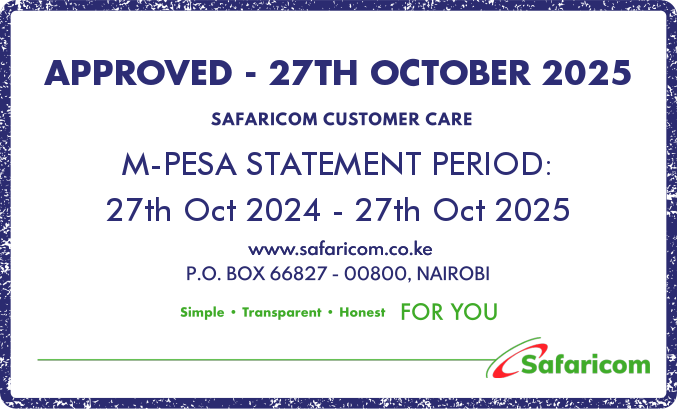 APPROVED - 27TH OCTOBER 2025
SAFARICOM CUSTOMER CARE
M-PESA STATEMENT PERIOD:
27th Oct 2024 - 27th Oct 2025
www.safaricom.co.ke
P.O. BOX 66827 - 00800, NAIROBI
Simple • Transparent • Honest FOR YOU
Safaricom